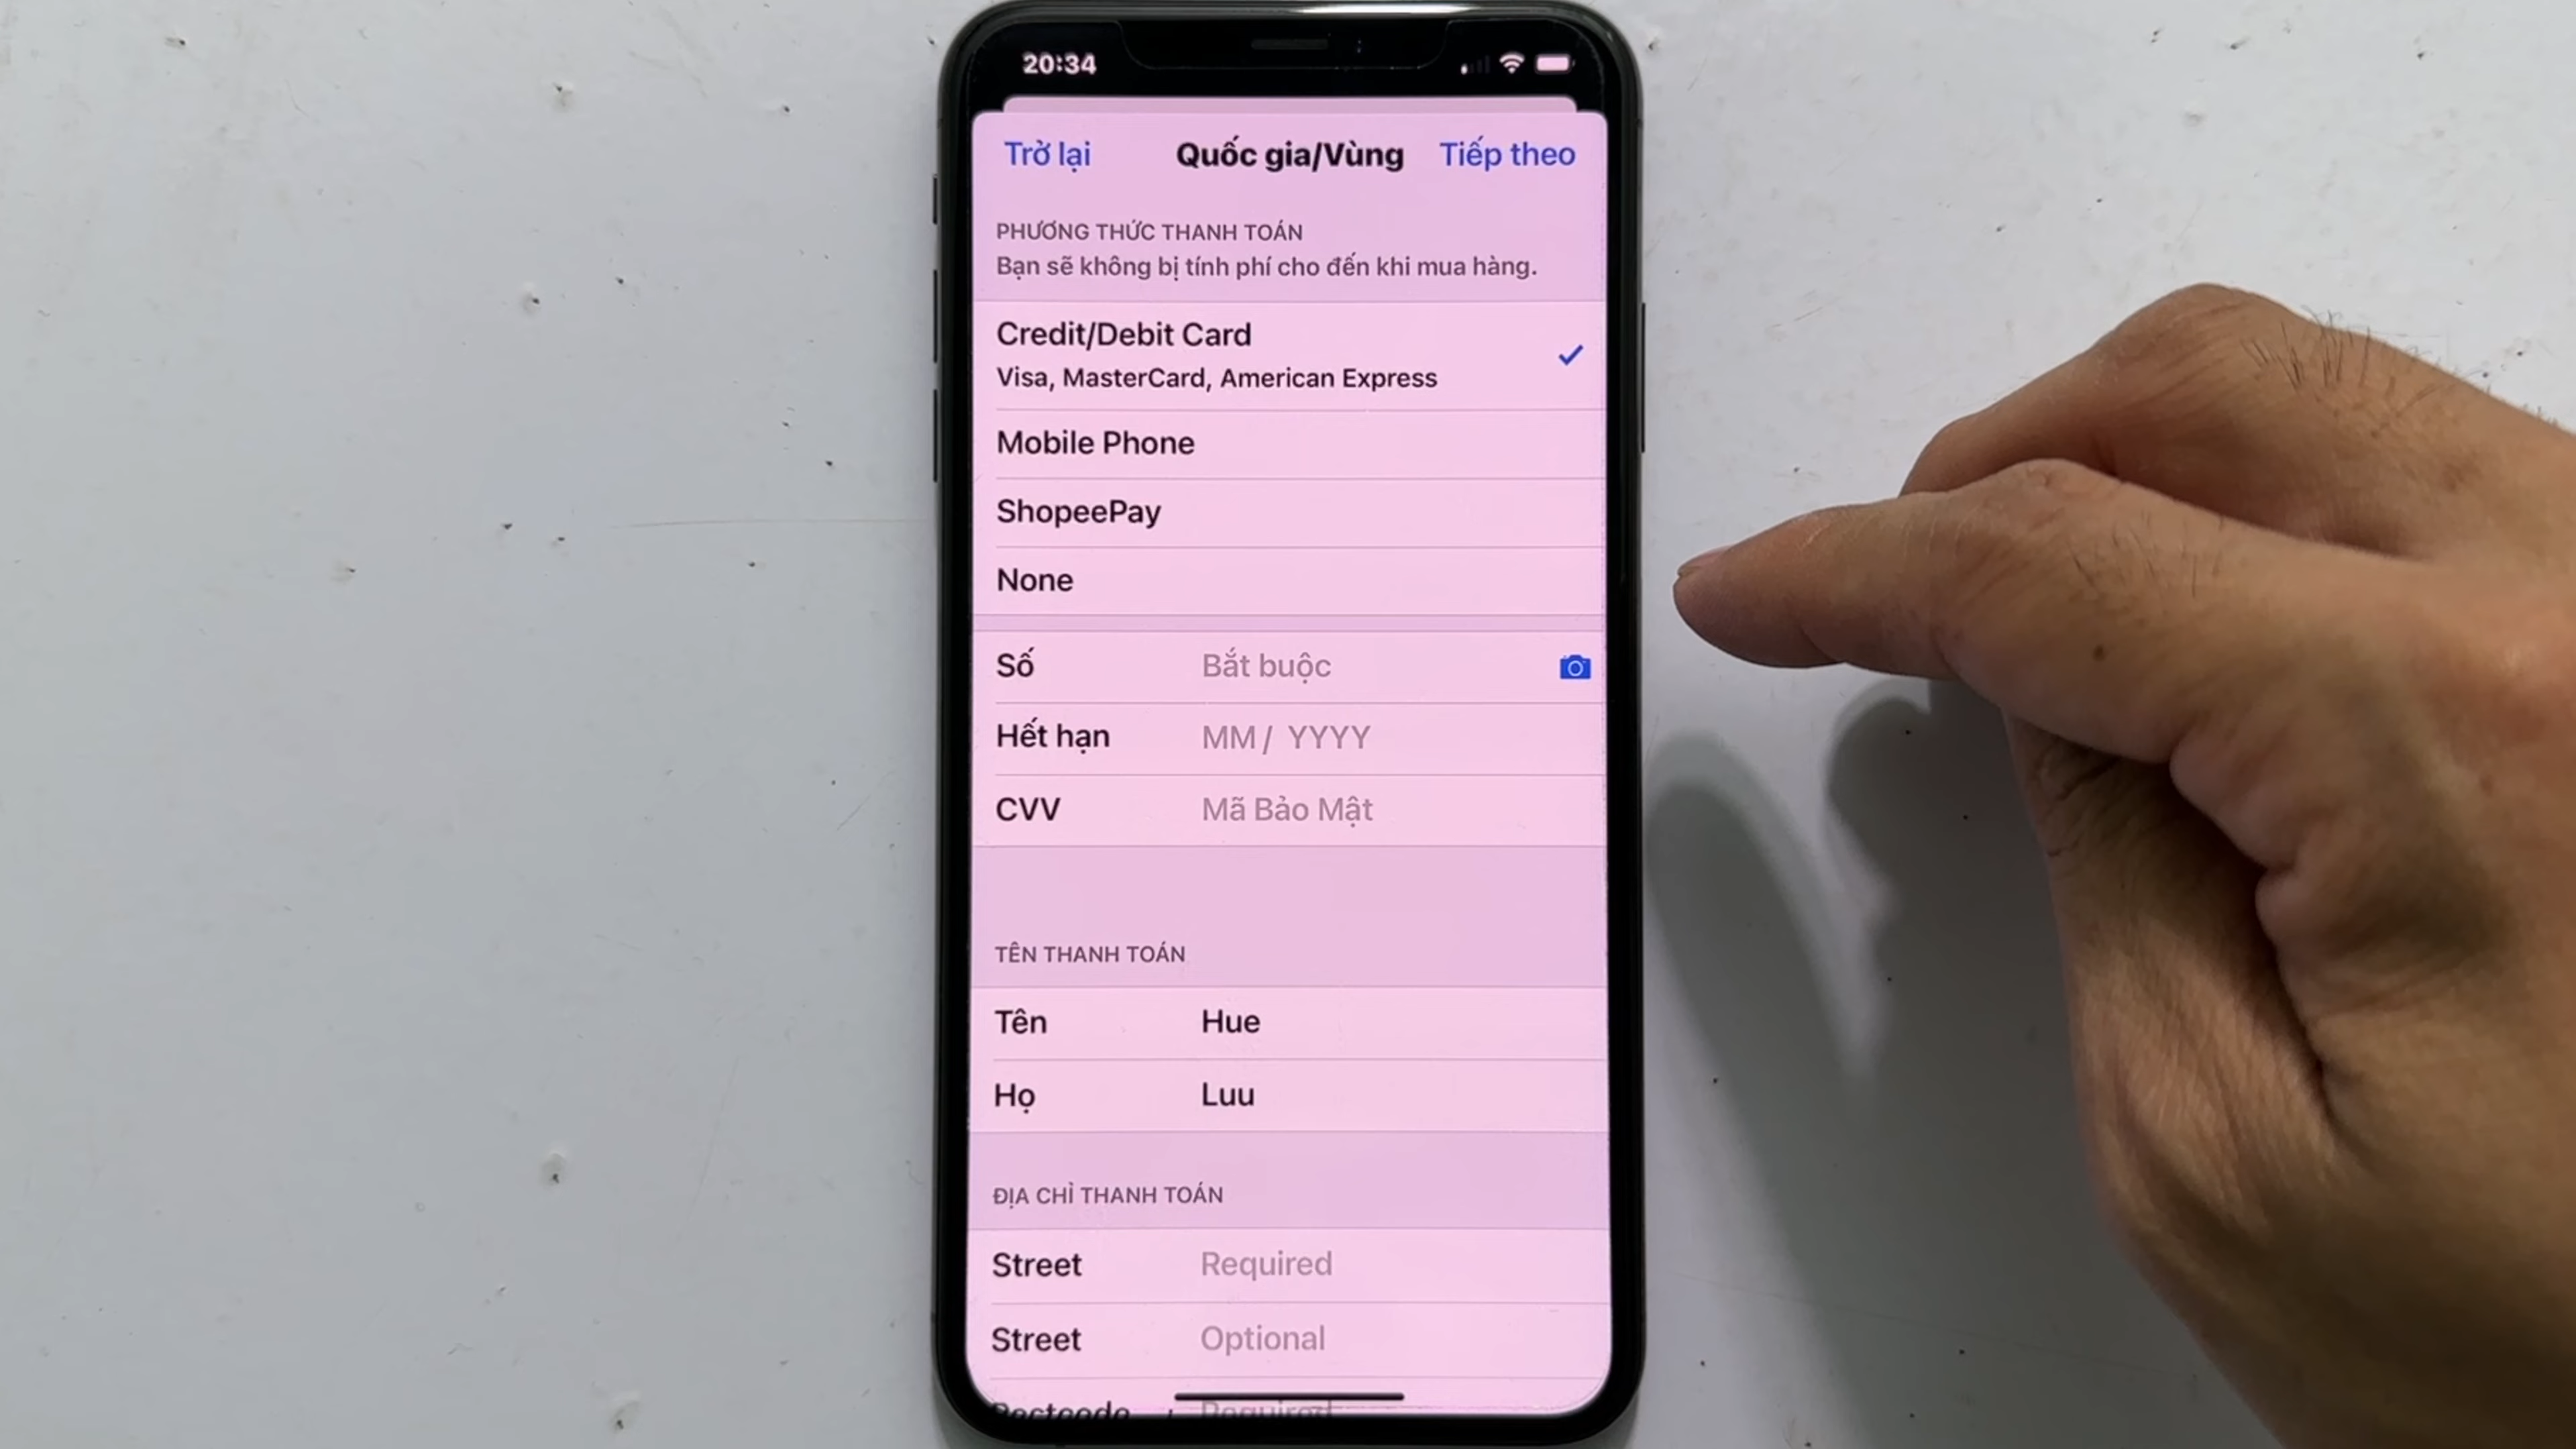 20:34
Trở lại Quốc gia/Vùng Tiếp theo
PHƯƠNG THỨC THANH TOÁN
Bạn sẽ không bị tính phí cho đến khi mua hàng.
Credit/Debit Card
Visa, MasterCard, American Express
Mobile Phone
ShopeePay
None
Số Bắt buộc
Hết hạn MM / YYYY
CVV Mã Bảo Mật
TÊN THANH TOÁN
Tên Hue
Họ Luu
ĐỊA CHỈ THANH TOÁN
Street Required
Street Optional
Postcode Required